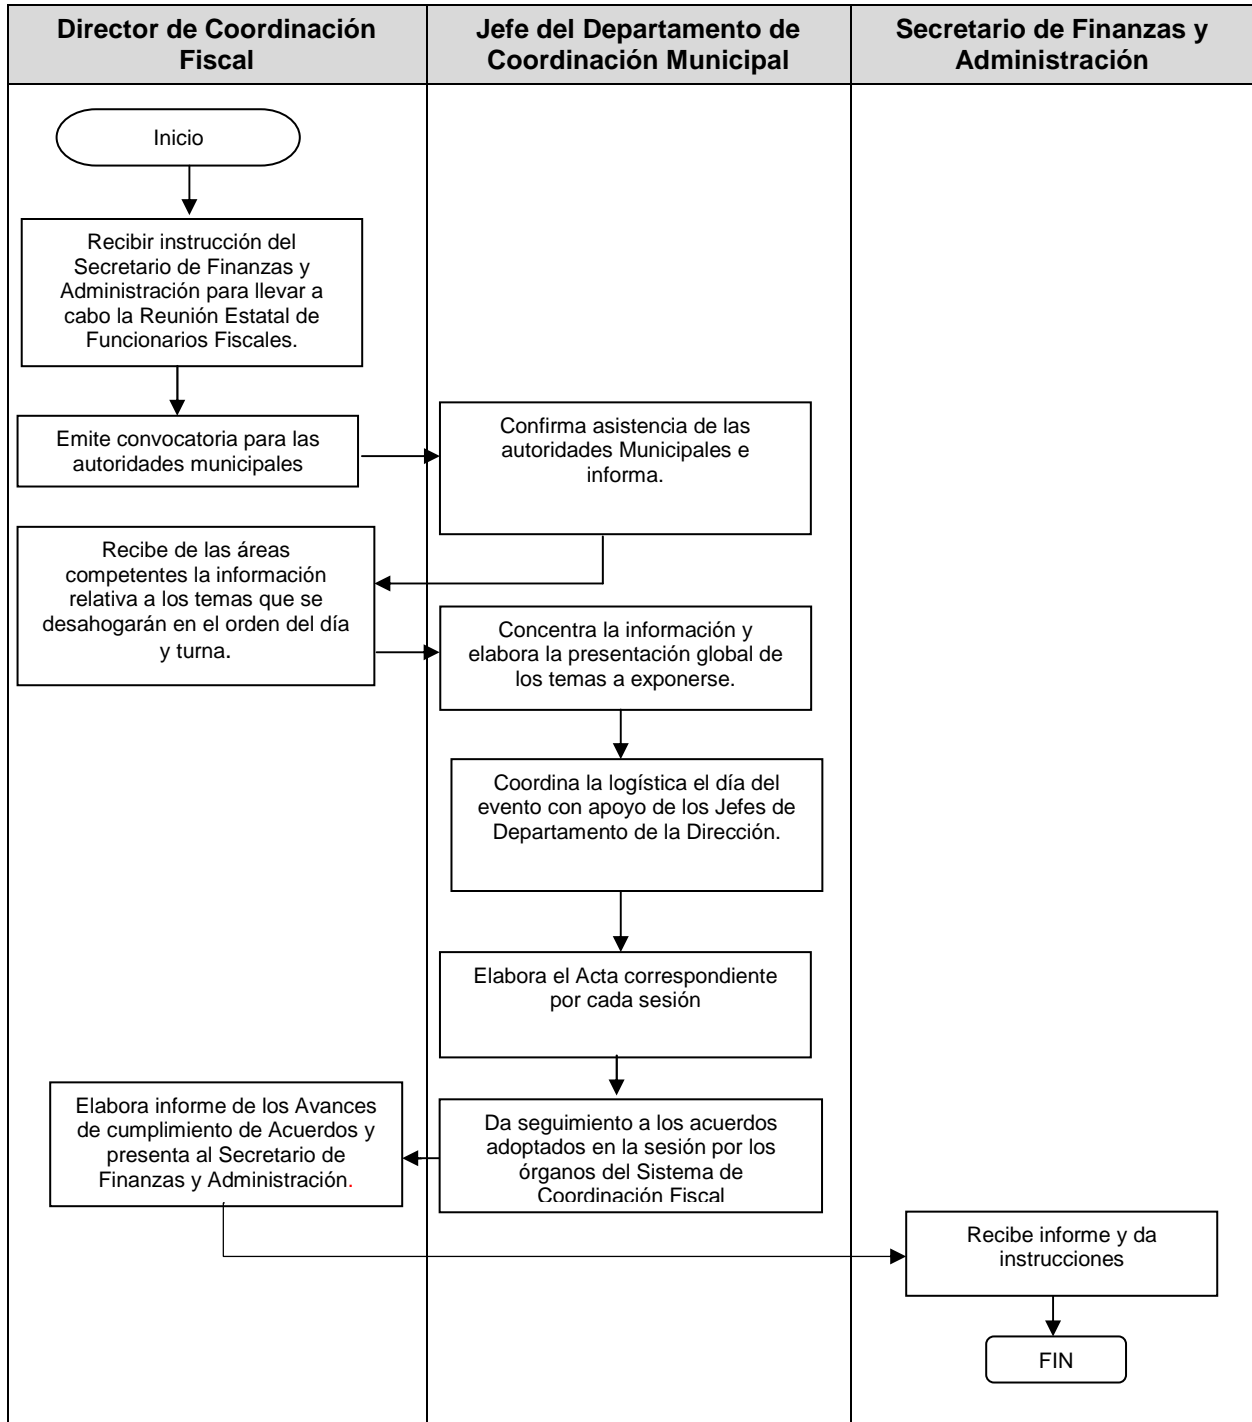 Director de Coordinación
Fiscal
Jefe del Departamento de
Coordinación Municipal
Secretario de Finanzas y
Administración
Inicio
Recibir instrucción del
Secretario de Finanzas y
Administración para llevar a
cabo la Reunión Estatal de
Funcionarios Fiscales.
Emite convocatoria para las
autoridades municipales
Confirma asistencia de las
autoridades Municipales e
informa.
Recibe de las áreas
competentes la información
relativa a los temas que se
desahogarán en el orden del día
y turna.
Concentra la información y
elabora la presentación global de
los temas a exponerse.
Coordina la logística el día del
evento con apoyo de los Jefes de
Departamento de la Dirección.
Elabora el Acta correspondiente
por cada sesión
Da seguimiento a los acuerdos
adoptados en la sesión por los
órganos del Sistema de
Coordinación Fiscal
Elabora informe de los Avances
de cumplimiento de Acuerdos y
presenta al Secretario de
Finanzas y Administración.
Recibe informe y da
instrucciones
FIN